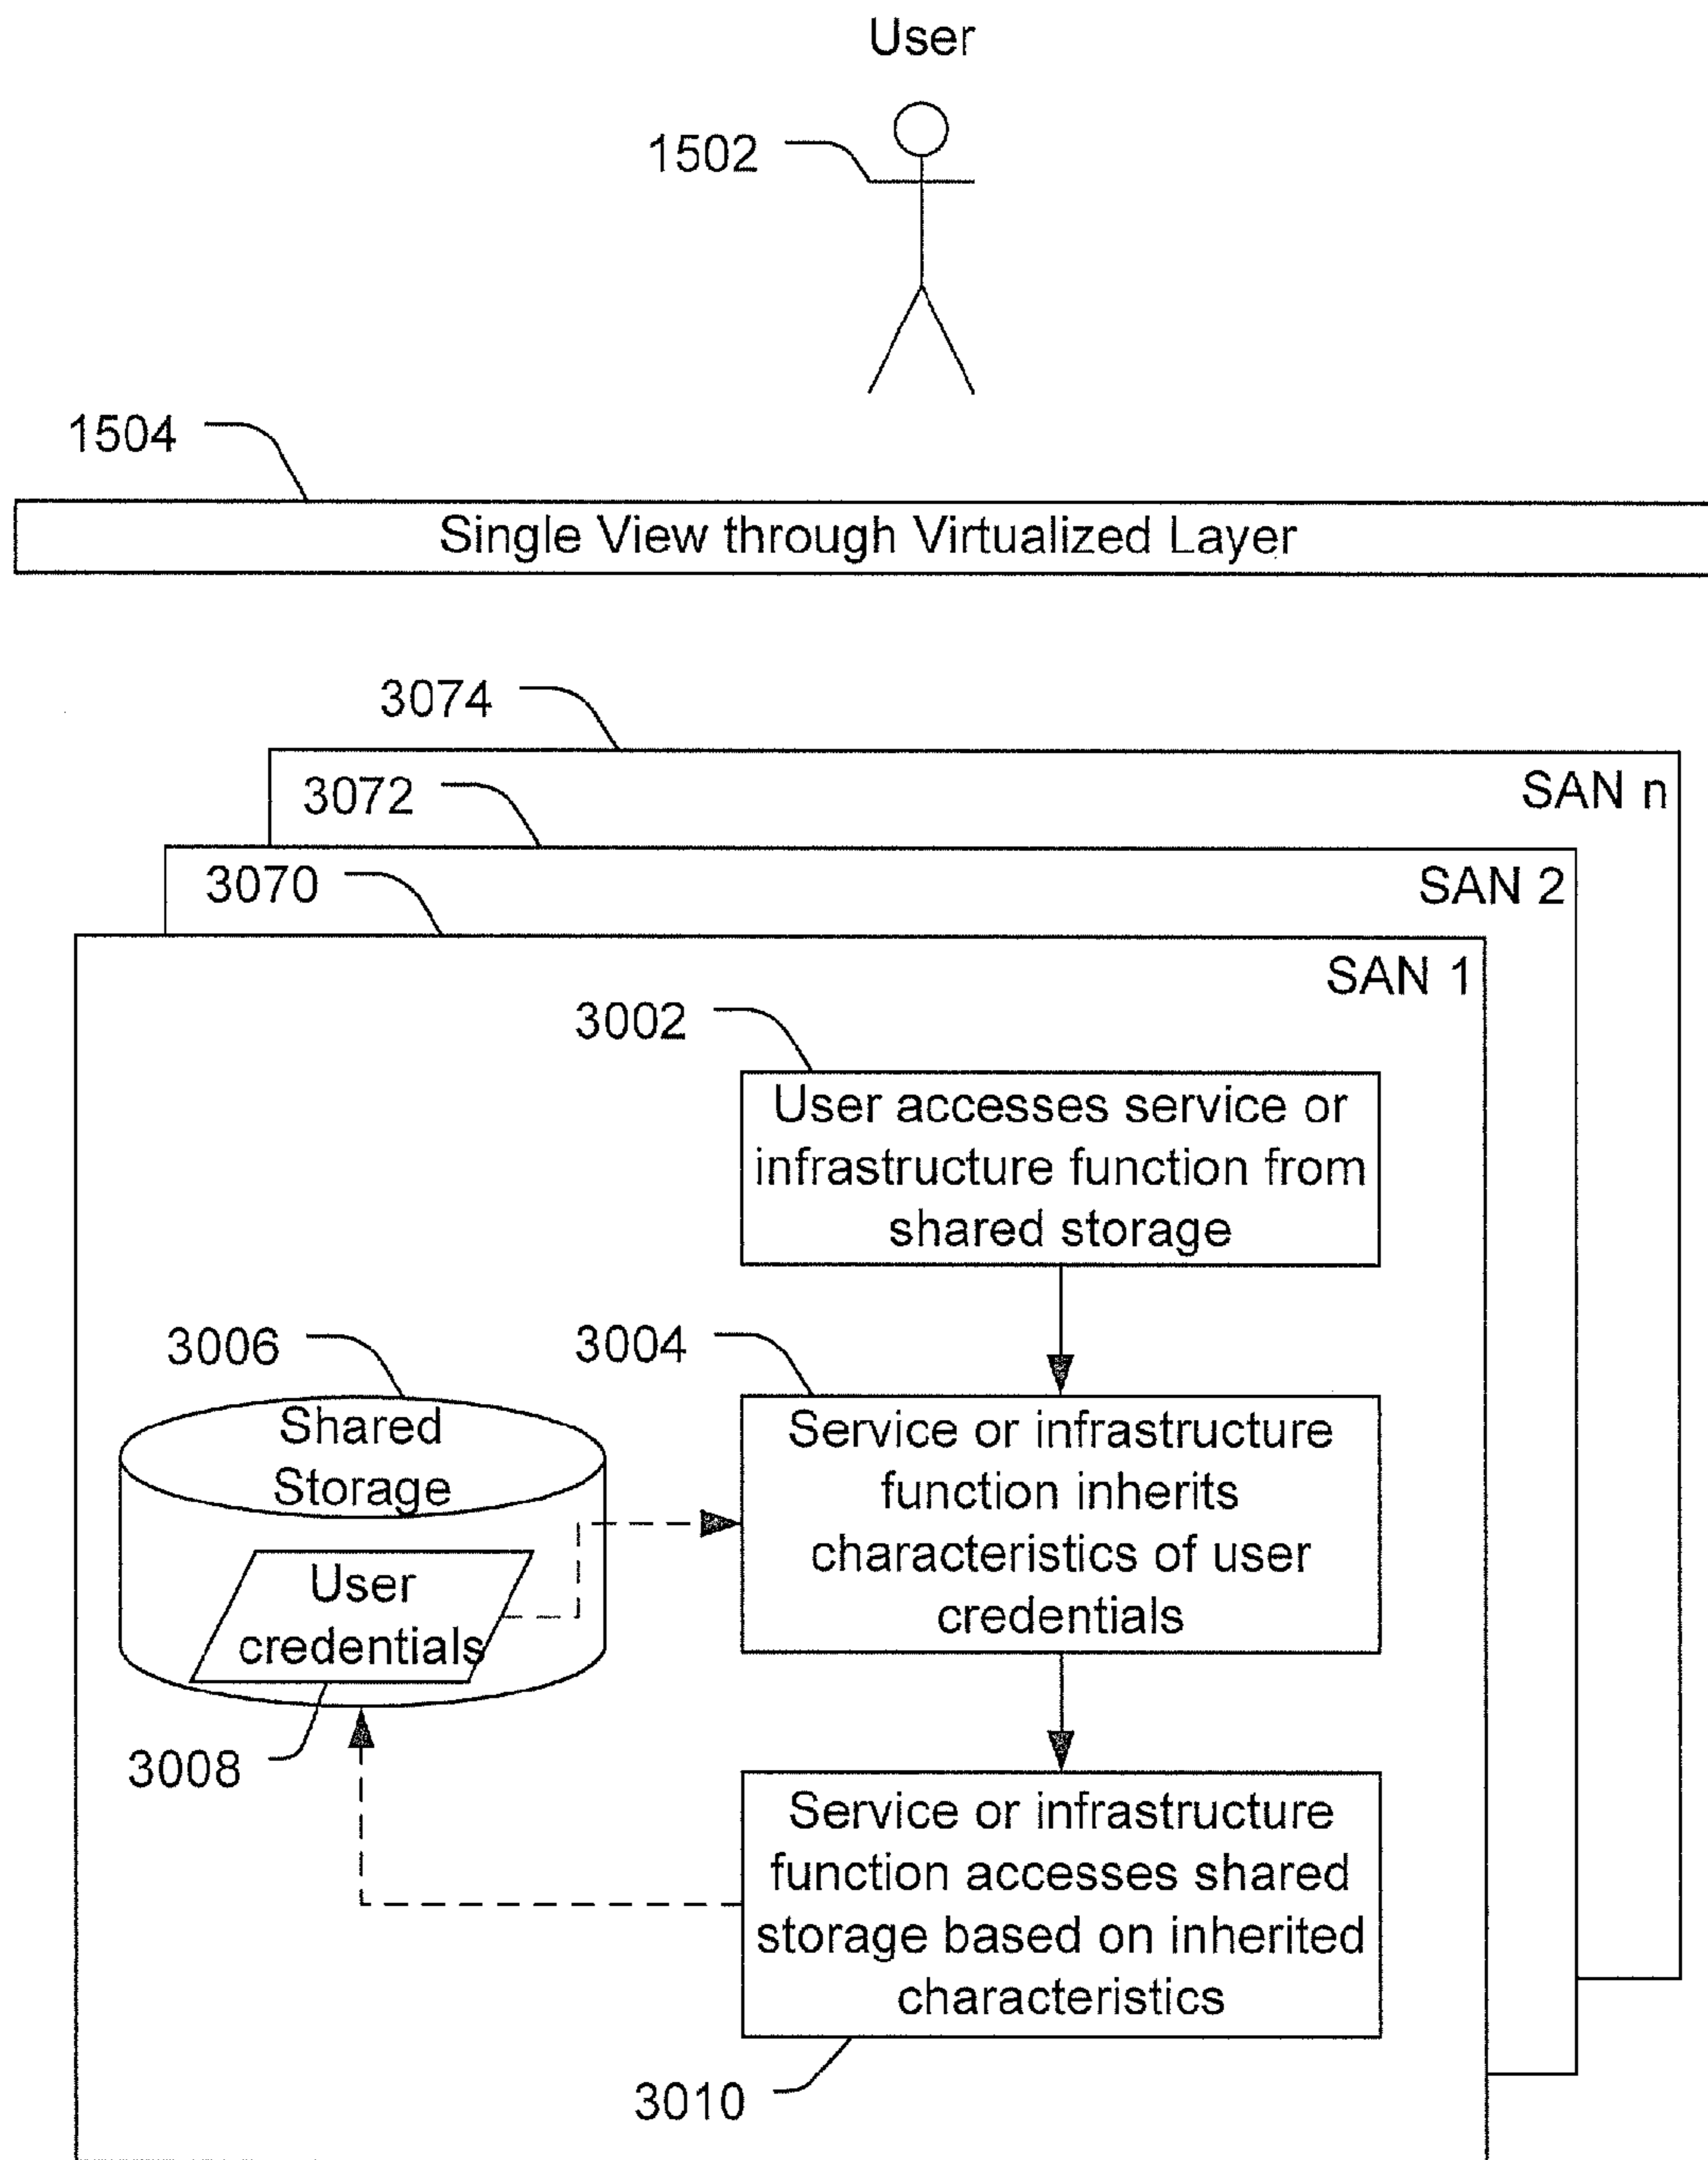 User
1502
1504
Single View through Virtualized Layer
3074
SAN n
3072
SAN 2
3070
SAN 1
3002
User accesses service or
infrastructure function from
shared storage
3006
3004
Shared
Storage
Service or infrastructure
function inherits
characteristics of user
credentials
User
credentials
3008
Service or infrastructure
function accesses shared
storage based on inherited
characteristics
3010